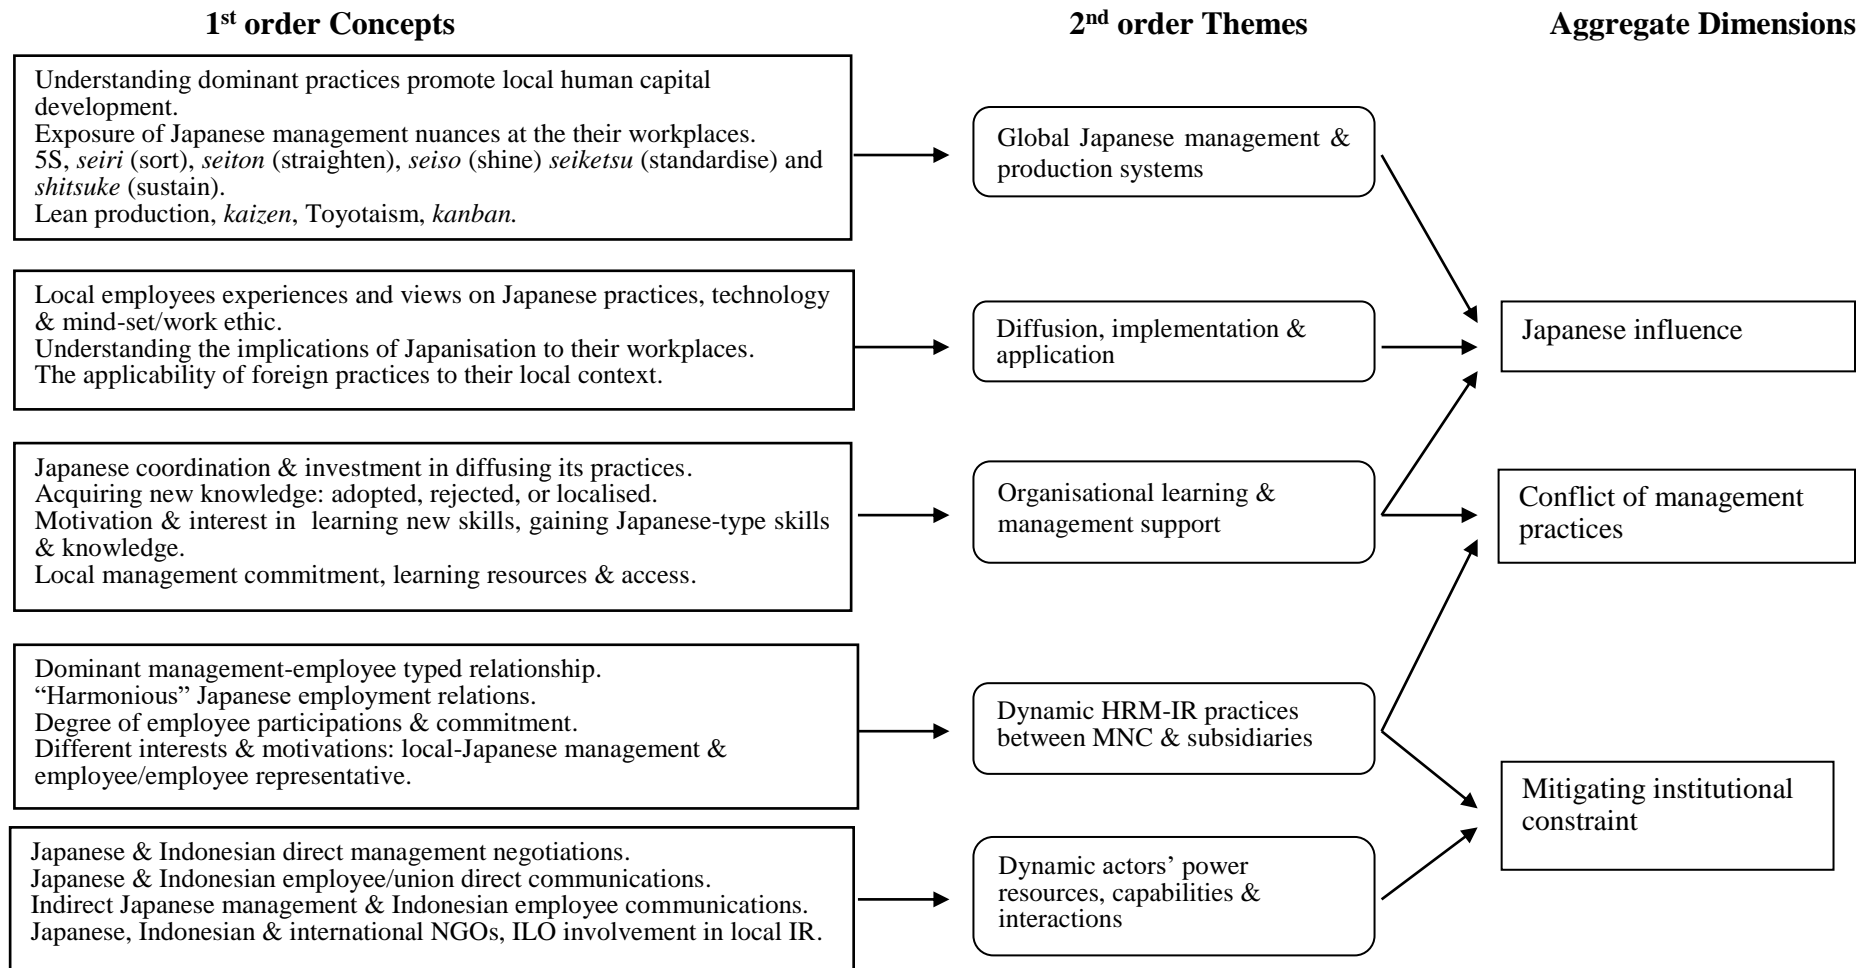 1st order Concepts
2nd order Themes
Aggregate Dimensions
Understanding dominant practices promote local human capital
development.
Exposure of Japanese management nuances at the their workplaces.
5S, seiri (sort), seiton (straighten), seiso (shine) seiketsu (standardise) and
shitsuke (sustain).
Lean production, kaizen, Toyotaism, kanban.
Global Japanese management &
production systems
Local employees experiences and views on Japanese practices, technology
& mind-set/work ethic.
Understanding the implications of Japanisation to their workplaces.
The applicability of foreign practices to their local context.
Diffusion, implementation &
application
Japanese influence
Japanese coordination & investment in diffusing its practices.
Acquiring new knowledge: adopted, rejected, or localised.
Motivation & interest in learning new skills, gaining Japanese-type skills
& knowledge.
Local management commitment, learning resources & access.
Organisational learning &
management support
Conflict of management
practices
Dominant management-employee typed relationship.
“Harmonious” Japanese employment relations.
Degree of employee participations & commitment.
Different interests & motivations: local-Japanese management &
employee/employee representative.
Dynamic HRM-IR practices
between MNC & subsidiaries
Mitigating institutional
constraint
Japanese & Indonesian direct management negotiations.
Japanese & Indonesian employee/union direct communications.
Indirect Japanese management & Indonesian employee communications.
Japanese, Indonesian & international NGOs, ILO involvement in local IR.
Dynamic actors’ power
resources, capabilities &
interactions